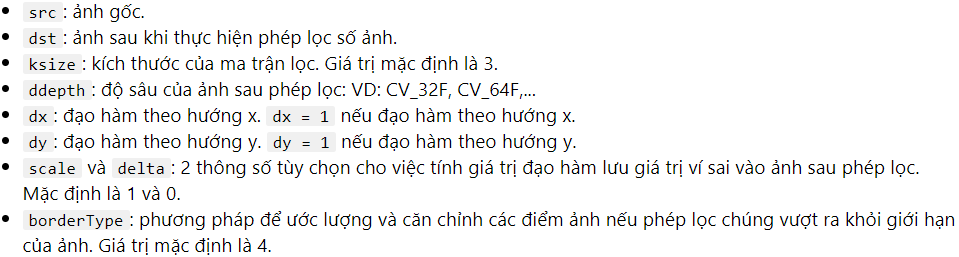 • src : ảnh gốc.
• dst : ảnh sau khi thực hiện phép lọc số ảnh.
• ksize : kích thước của ma trận lọc. Giá trị mặc định là 3.
• ddepth : độ sâu của ảnh sau phép lọc: VD: CV_32F, CV_64F,...
• dx : đạo hàm theo hướng x. dx = 1 nếu đạo hàm theo hướng x.
• dy : đạo hàm theo hướng y. dy = 1 nếu đạo hàm theo hướng y.
• scale và delta : 2 thông số tùy chọn cho việc tính giá trị đạo hàm lưu giá trị ví sai vào ảnh sau phép lọc.
Mặc định là 1 và 0.
• borderType : phương pháp để ước lượng và căn chỉnh các điểm ảnh nếu phép lọc chúng vượt ra khỏi giới hạn
của ảnh. Giá trị mặc định là 4.